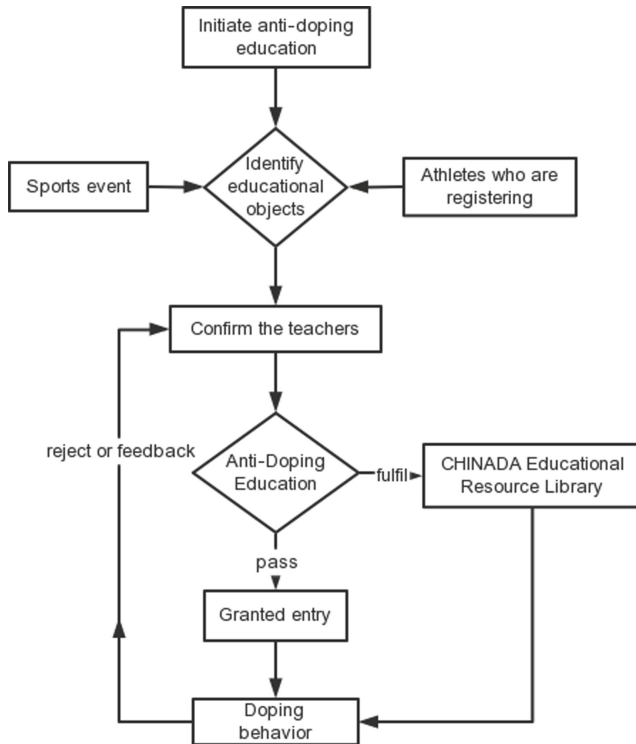 Initiate anti-doping
education
Identify
educational
objects
Sports event
Athletes who are
registering
Confirm the teachers
reject or feedback
Anti-Doping
Education
fulfil
CHINADA Educational
Resource Library
pass
Granted entry
Doping
behavior